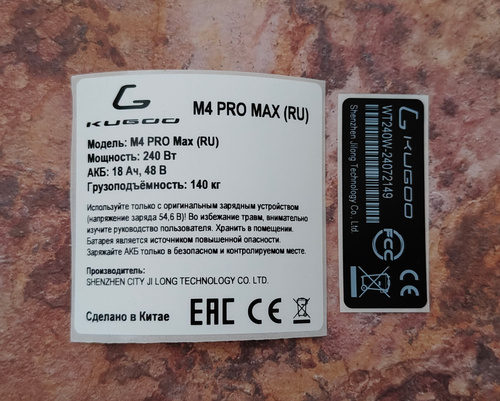 KUGOO
M4 PRO MAX (RU)
Модель: M4 PRO Max (RU)
Мощность: 240 Вт
АКБ: 18 Ач, 48 В
Грузоподъёмность: 140 кг
Используйте только с оригинальным зарядным устройством
(напряжение заряда 54,6 В)! Во избежание травм, внимательно
изучите руководство пользователя. Хранить в помещении.
Батарея является источником повышенной опасности.
Заряжайте АКБ только в безопасном и контролируемом месте.
Производитель:
SHENZHEN CITY JI LONG TECHNOLOGY CO. LTD.
Сделано в Китае
EAC CE
KUGOO
WT240W-24072149
Shenzhen Jilong Technology Co., Ltd.
FCC CE